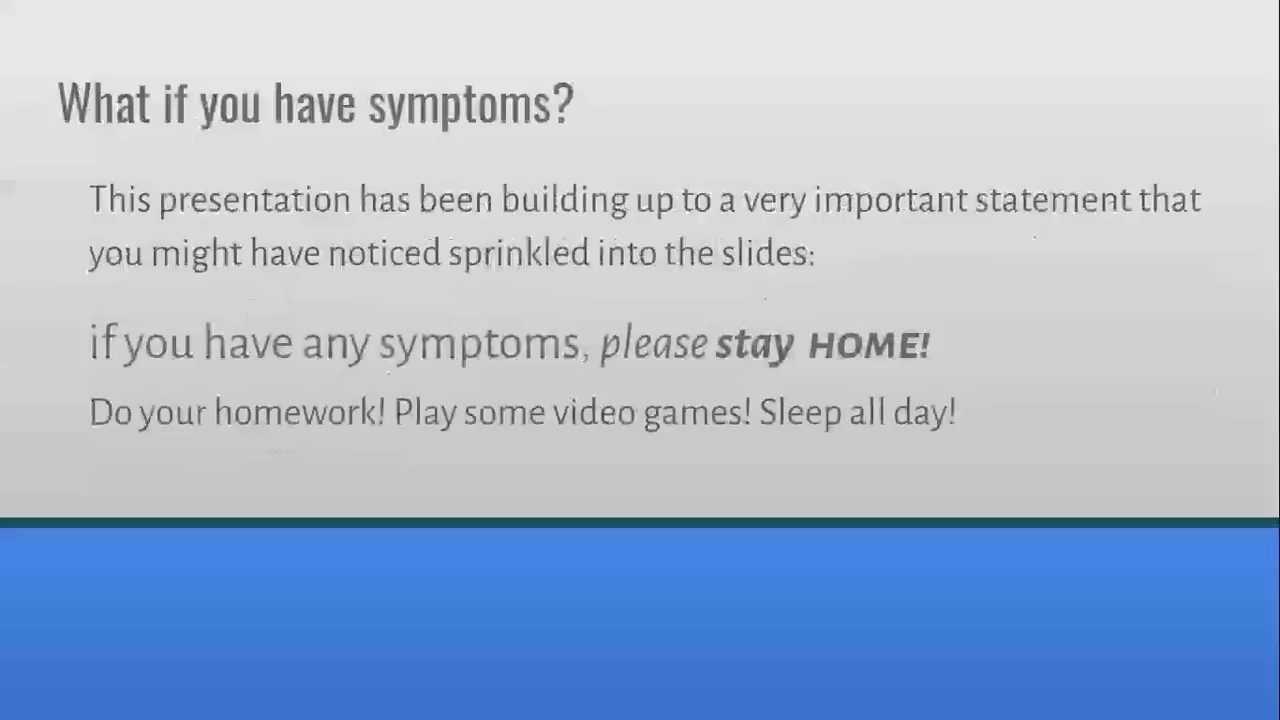 What if you have symptoms?
This presentation has been building up to a very important statement that
you might have noticed sprinkled into the slides:
if you have any symptoms, please stay HOME!
Do your homework! Play some video games! Sleep all day!